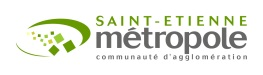 SAINT-ETIENNE
métropole
communauté d'agglomération